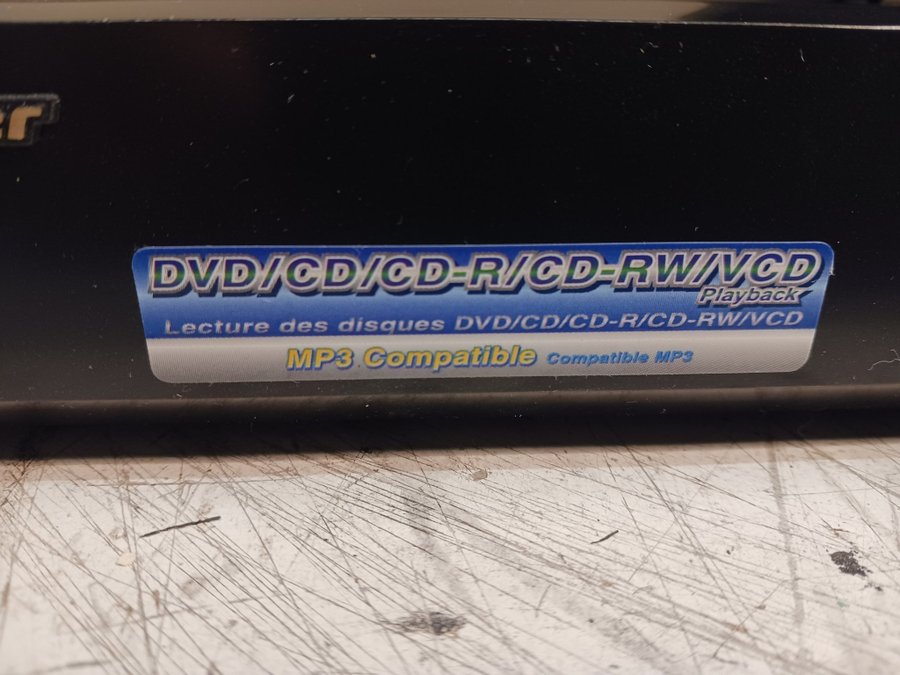 er
DVD/CD/CD-R/CD-RW/VCD
Playback
Lecture des disques DVD/CD/CD-R/CD-RW/VCD
MP3 Compatible Compatible MP3